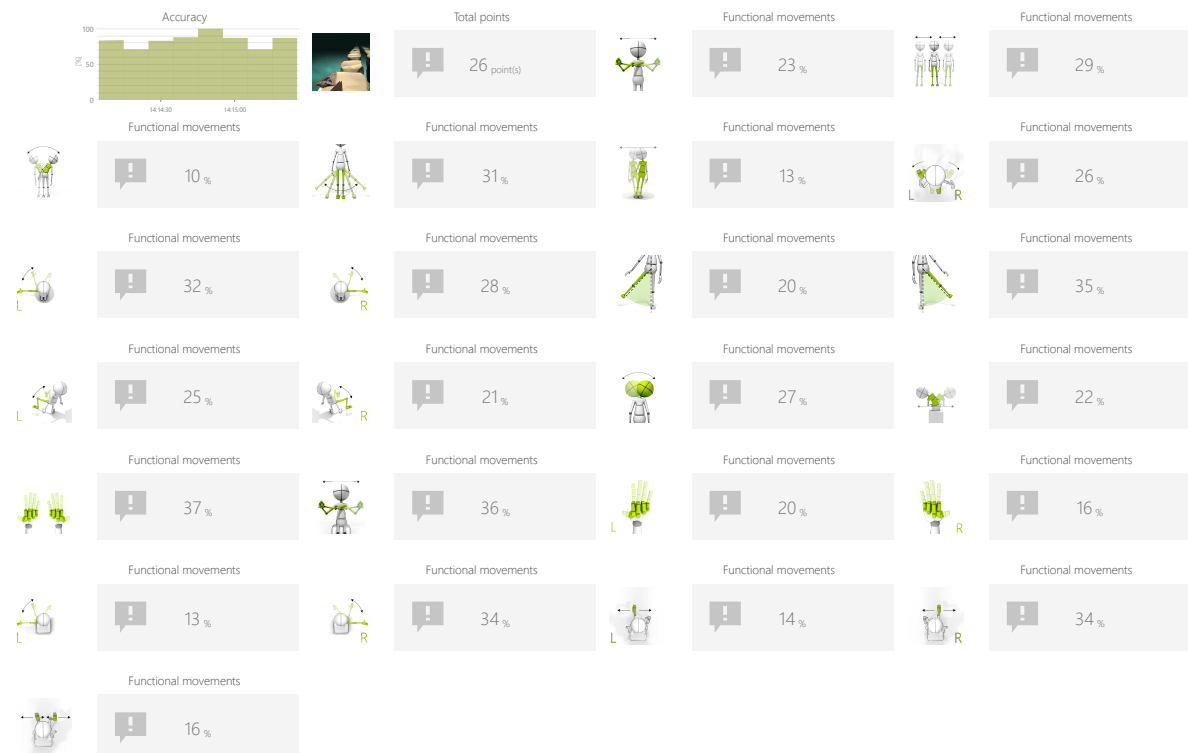 Accuracy
Total points
Functional movements
Functional movements
100
[%]
50
0
14:14:30
14:15:00
26 point(s)
23 %
29 %
Functional movements
Functional movements
Functional movements
Functional movements
10 %
31 %
13 %
L
R
26 %
Functional movements
Functional movements
Functional movements
Functional movements
L
32 %
R
28 %
20 %
35 %
Functional movements
Functional movements
Functional movements
Functional movements
L
25 %
R
21 %
27 %
22 %
Functional movements
Functional movements
Functional movements
Functional movements
37 %
36 %
L
20 %
R
16 %
Functional movements
Functional movements
Functional movements
Functional movements
L
13 %
R
34 %
L
14 %
R
34 %
Functional movements
16 %